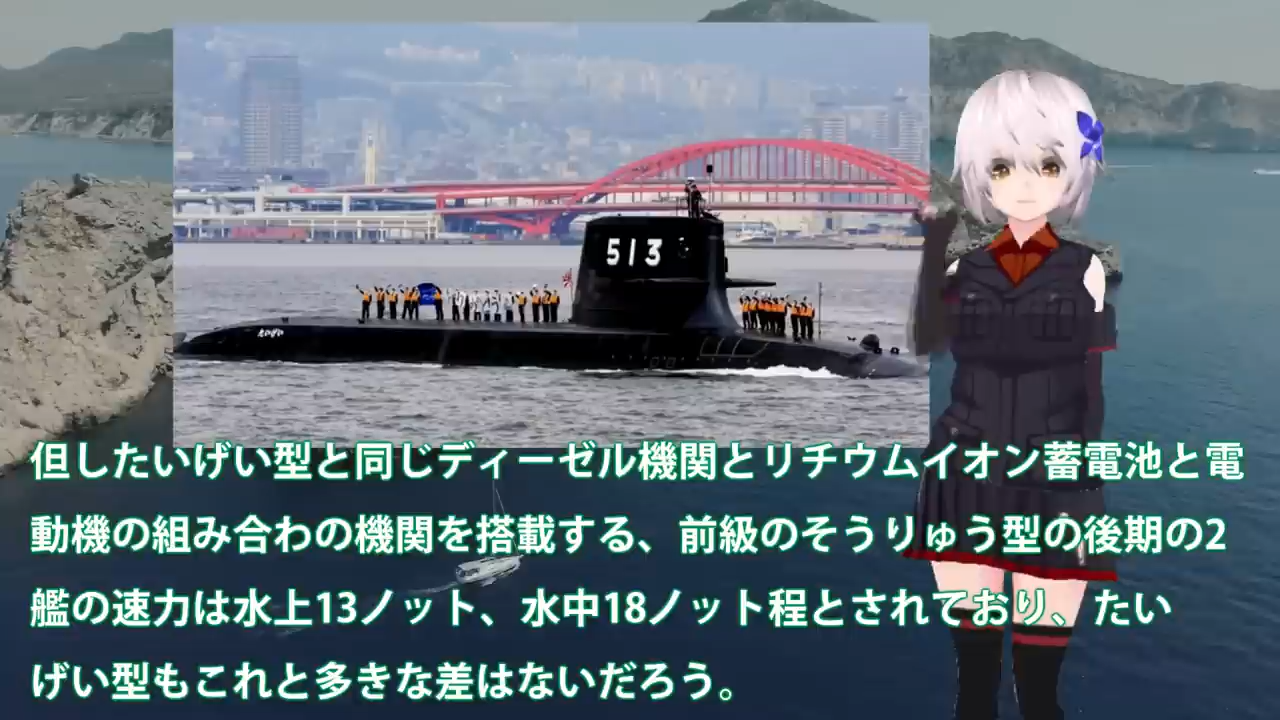 513
たいげい
但したいげい型と同じディーゼル機関とリチウムイオン蓄電池と電
動機の組み合わの機関を搭載する、前級のそうりゅう型の後期の2
艦の速力は水上13ノット、水中18ノット程とされており、たい
げい型もこれと多きな差はないだろう。